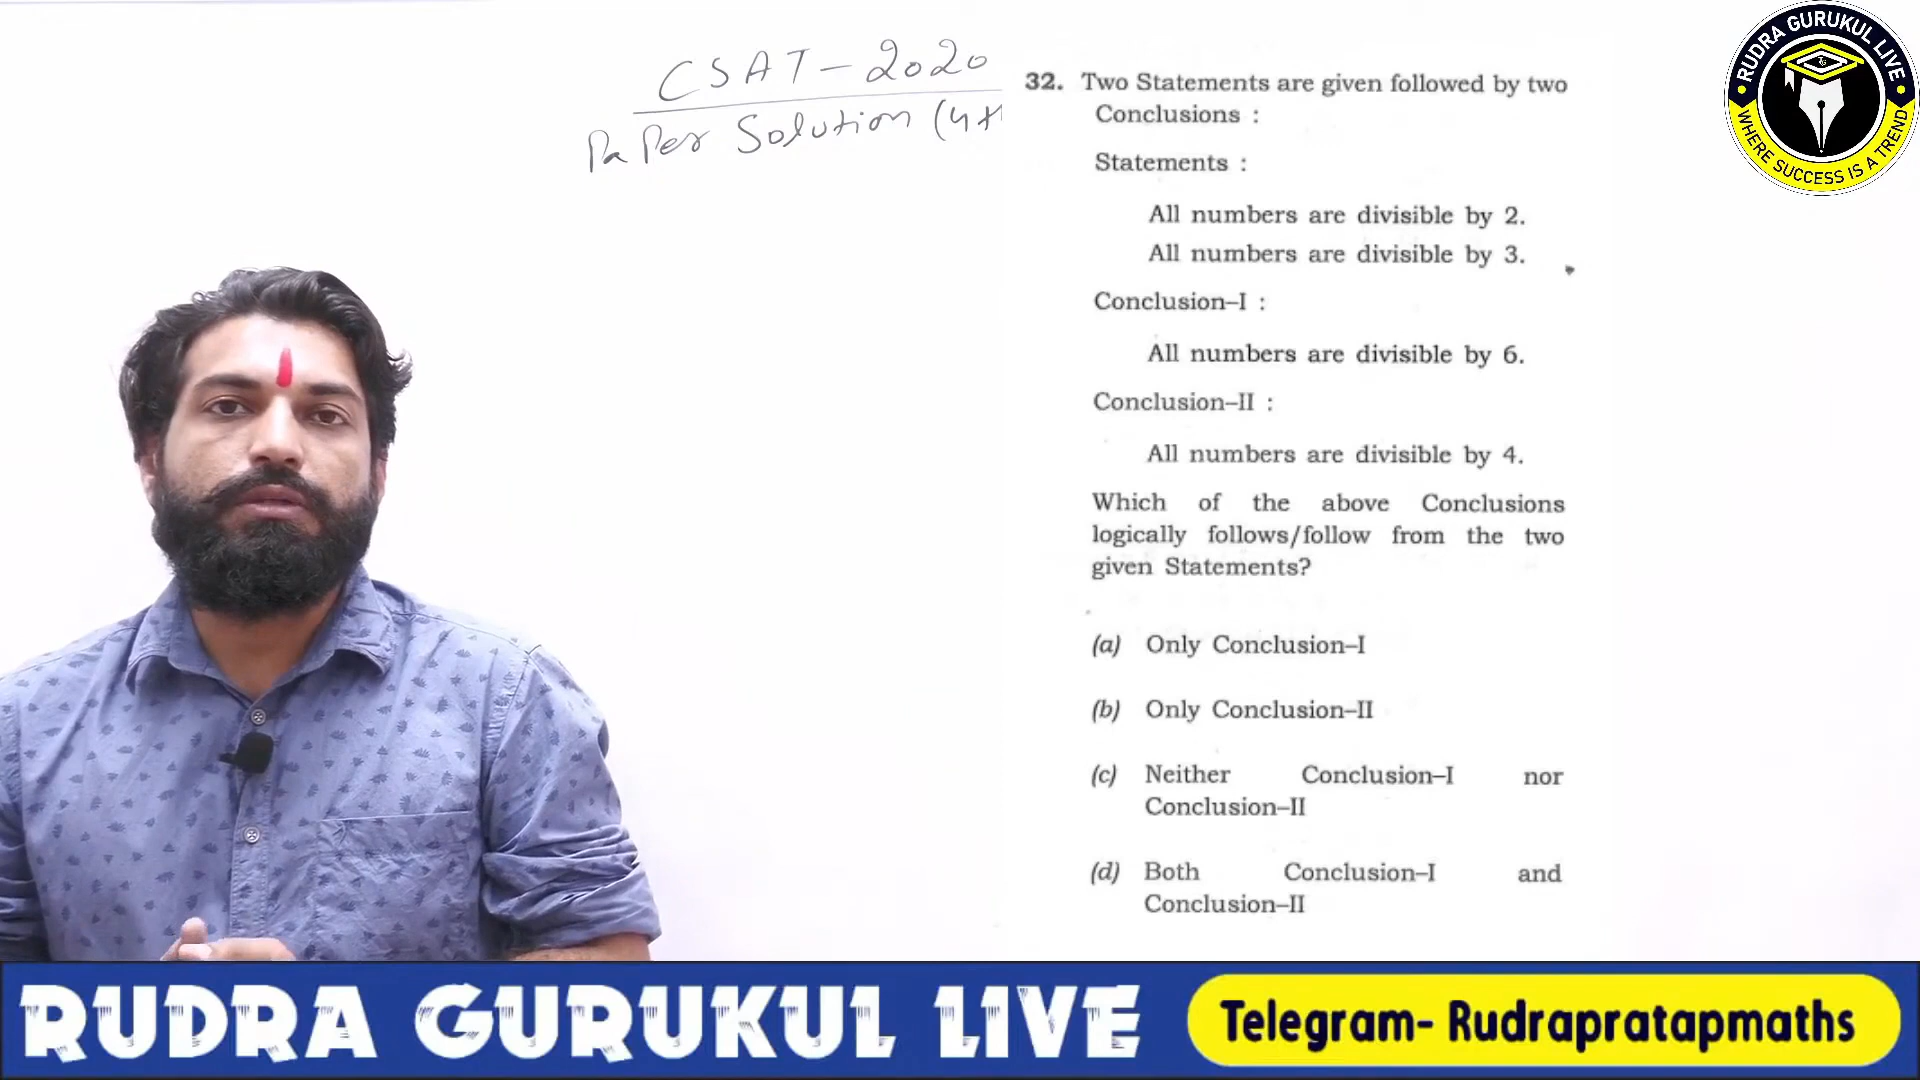 CSAT - 2020
Paper Solution (4th
32. Two Statements are given followed by two
Conclusions :
Statements :
All numbers are divisible by 2.
All numbers are divisible by 3.
Conclusion–I :
All numbers are divisible by 6.
Conclusion–II :
All numbers are divisible by 4.
Which of the above Conclusions
logically follows/follow from the two
given Statements?
(a) Only Conclusion–I
(b) Only Conclusion–II
(c) Neither Conclusion–I nor
Conclusion–II
(d) Both Conclusion–I and
Conclusion–II
RUDRA GURUKUL LIVE
WHERE SUCCESS IS A TREND
RUDRA GURUKUL LIVE
Telegram- Rudrapratapmaths